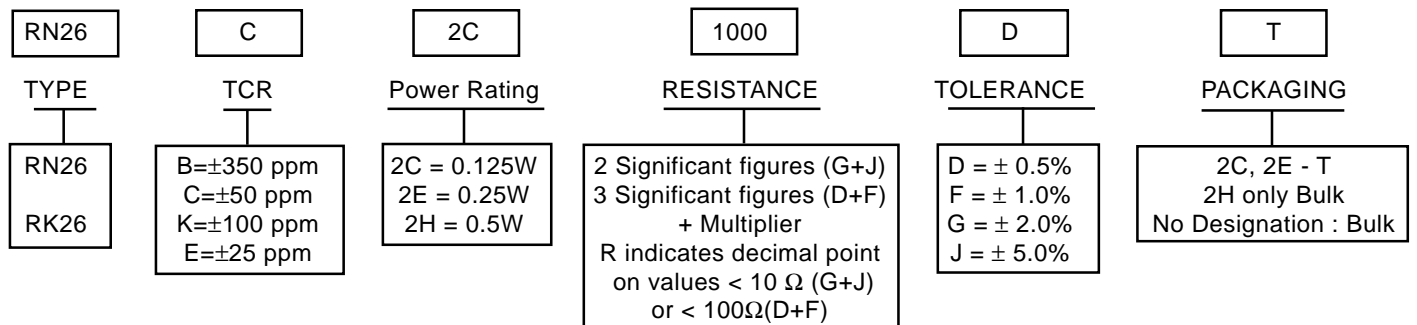 RN26 C 2C 1000 D T
TYPE TCR Power Rating RESISTANCE TOLERANCE PACKAGING
RN26
RK26
B=±350 ppm
C=±50 ppm
K=±100 ppm
E=±25 ppm
2C = 0.125W
2E = 0.25W
2H = 0.5W
2 Significant figures (G+J)
3 Significant figures (D+F)
+ Multiplier
R indicates decimal point
on values < 10 Ω (G+J)
or < 100Ω(D+F)
D = ± 0.5%
F = ± 1.0%
G = ± 2.0%
J = ± 5.0%
2C, 2E - T
2H only Bulk
No Designation : Bulk